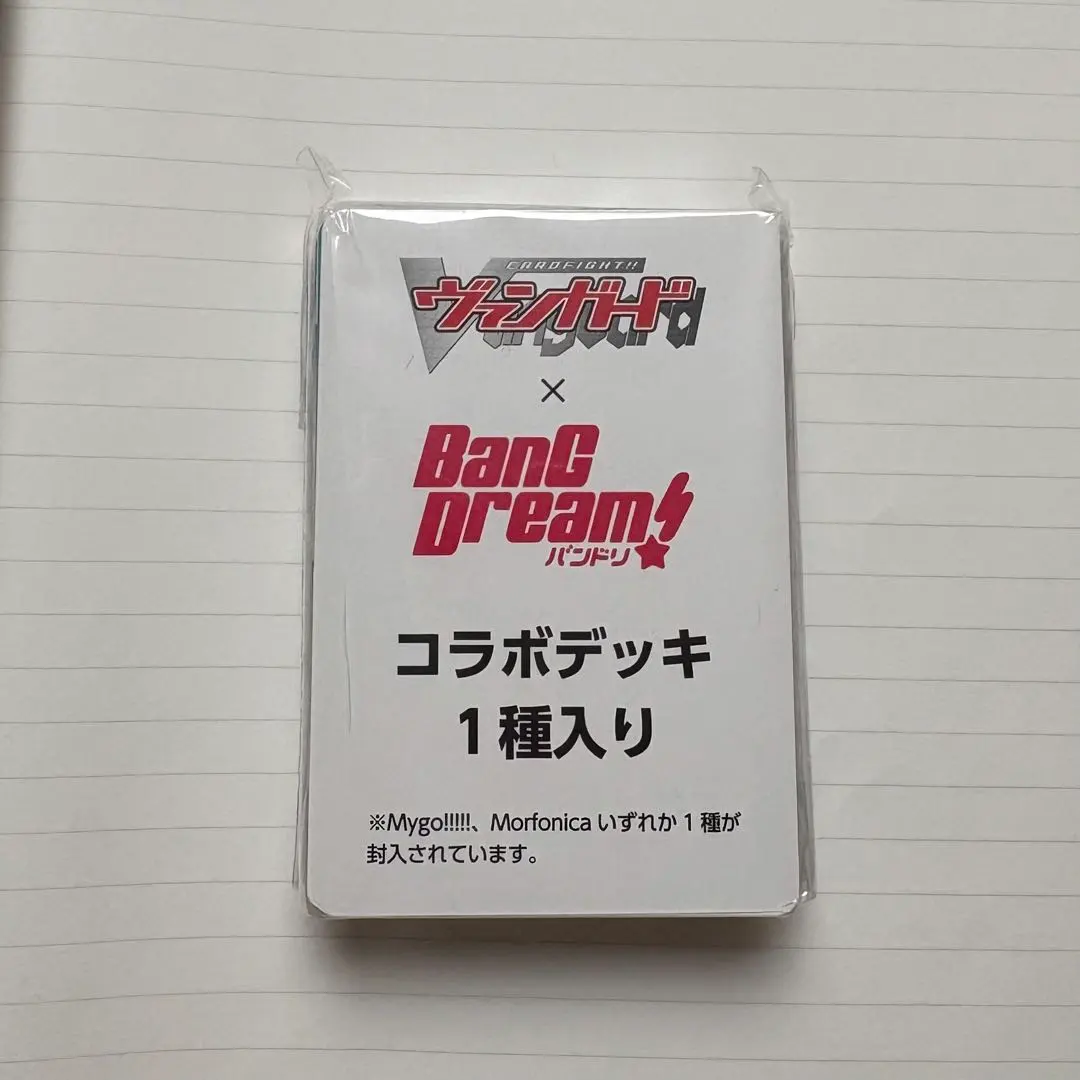 CARDFIGHT!!
ヴァンガード
Vanguard
×
BanG
Dream!
バンドリ
コラボデッキ
1種入り
※Mygo!!!!!、Morfonica いずれか 1 種が
封入されています。